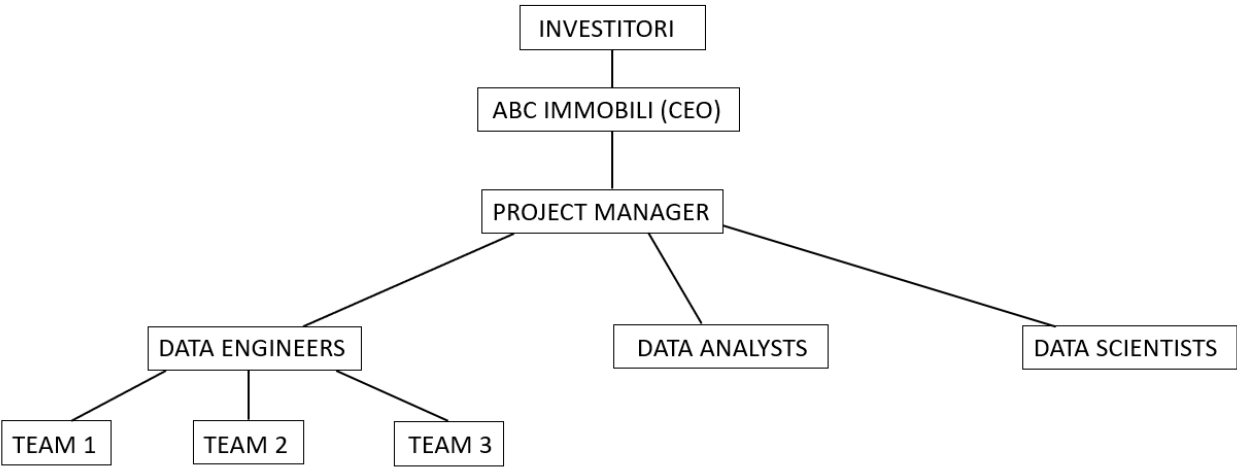 INVESTITORI
ABC IMMOBILI (CEO)
PROJECT MANAGER
DATA ENGINEERS
DATA ANALYSTS
DATA SCIENTISTS
TEAM 1
TEAM 2
TEAM 3